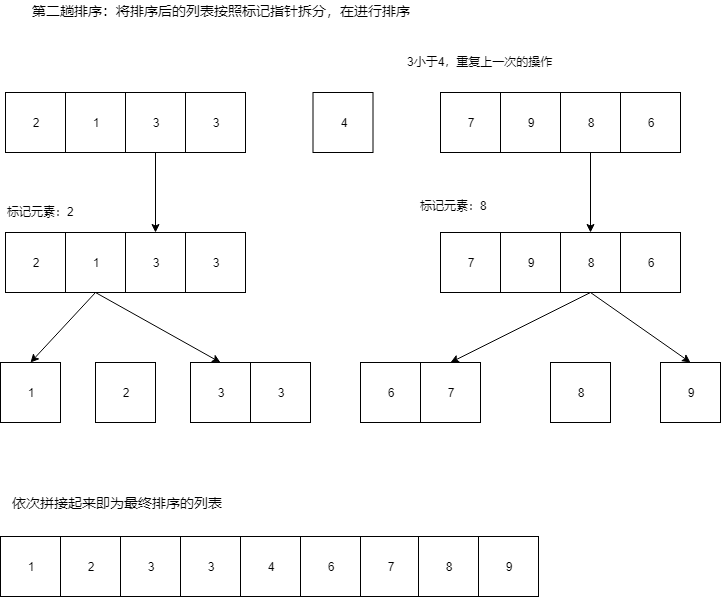 第二趟排序：将排序后的列表按照标记指针拆分，在进行排序
3小于4，重复上一次的操作
2 1 3 3 4 7 9 8 6
标记元素：2 标记元素：8
2 1 3 3 7 9 8 6
1 2 3 3 6 7 8 9
依次拼接起来即为最终排序的列表
1 2 3 3 4 6 7 8 9